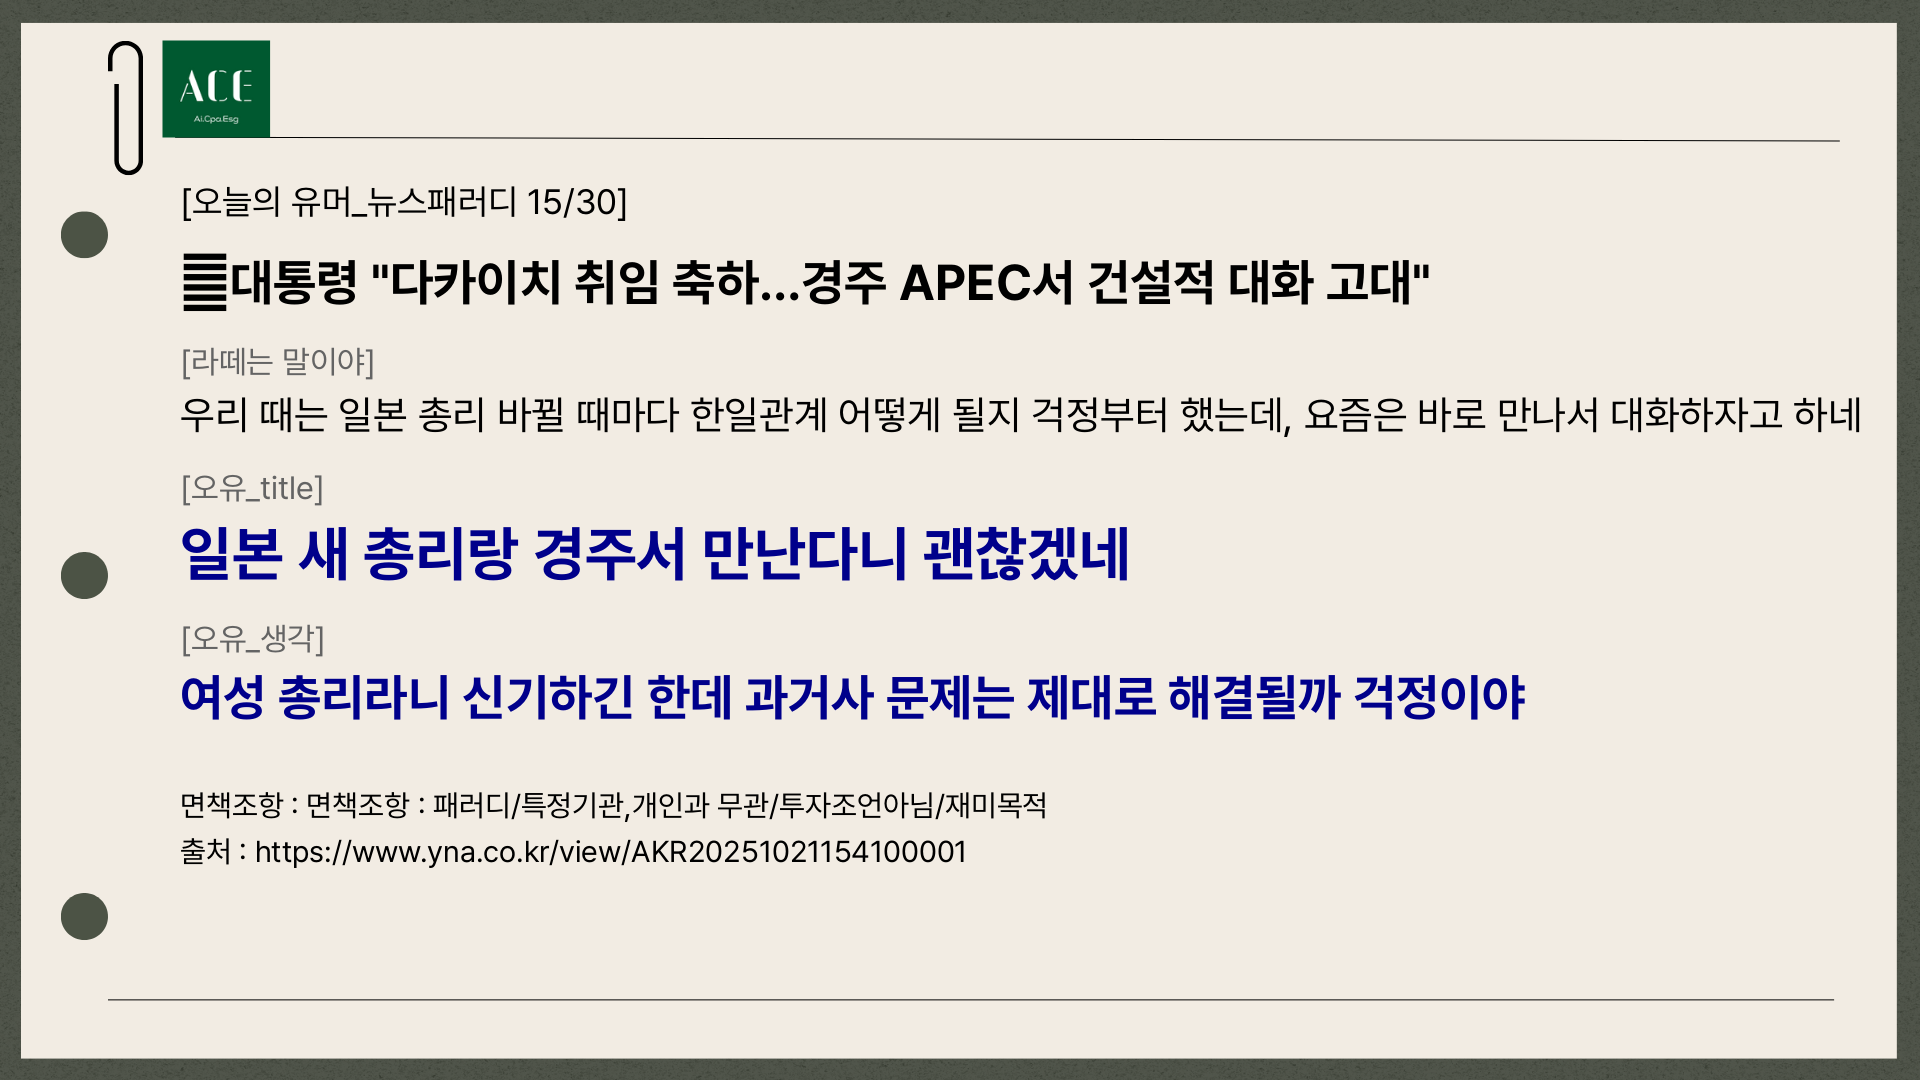 ACE
Ai.Cpa.Esg
[오늘의 유머_뉴스패러디 15/30]
대통령 "다카이치 취임 축하...경주 APEC서 건설적 대화 고대"
[라떼는 말이야]
우리 때는 일본 총리 바뀔 때마다 한일관계 어떻게 될지 걱정부터 했는데, 요즘은 바로 만나서 대화하자고 하네
[오유_title]
일본 새 총리랑 경주서 만난다니 괜찮겠네
[오유_생각]
여성 총리라니 신기하긴 한데 과거사 문제는 제대로 해결될까 걱정이야
면책조항 : 면책조항 : 패러디/특정기관,개인과 무관/투자조언아님/재미목적
출처 : https://www.yna.co.kr/view/AKR20251021154100001